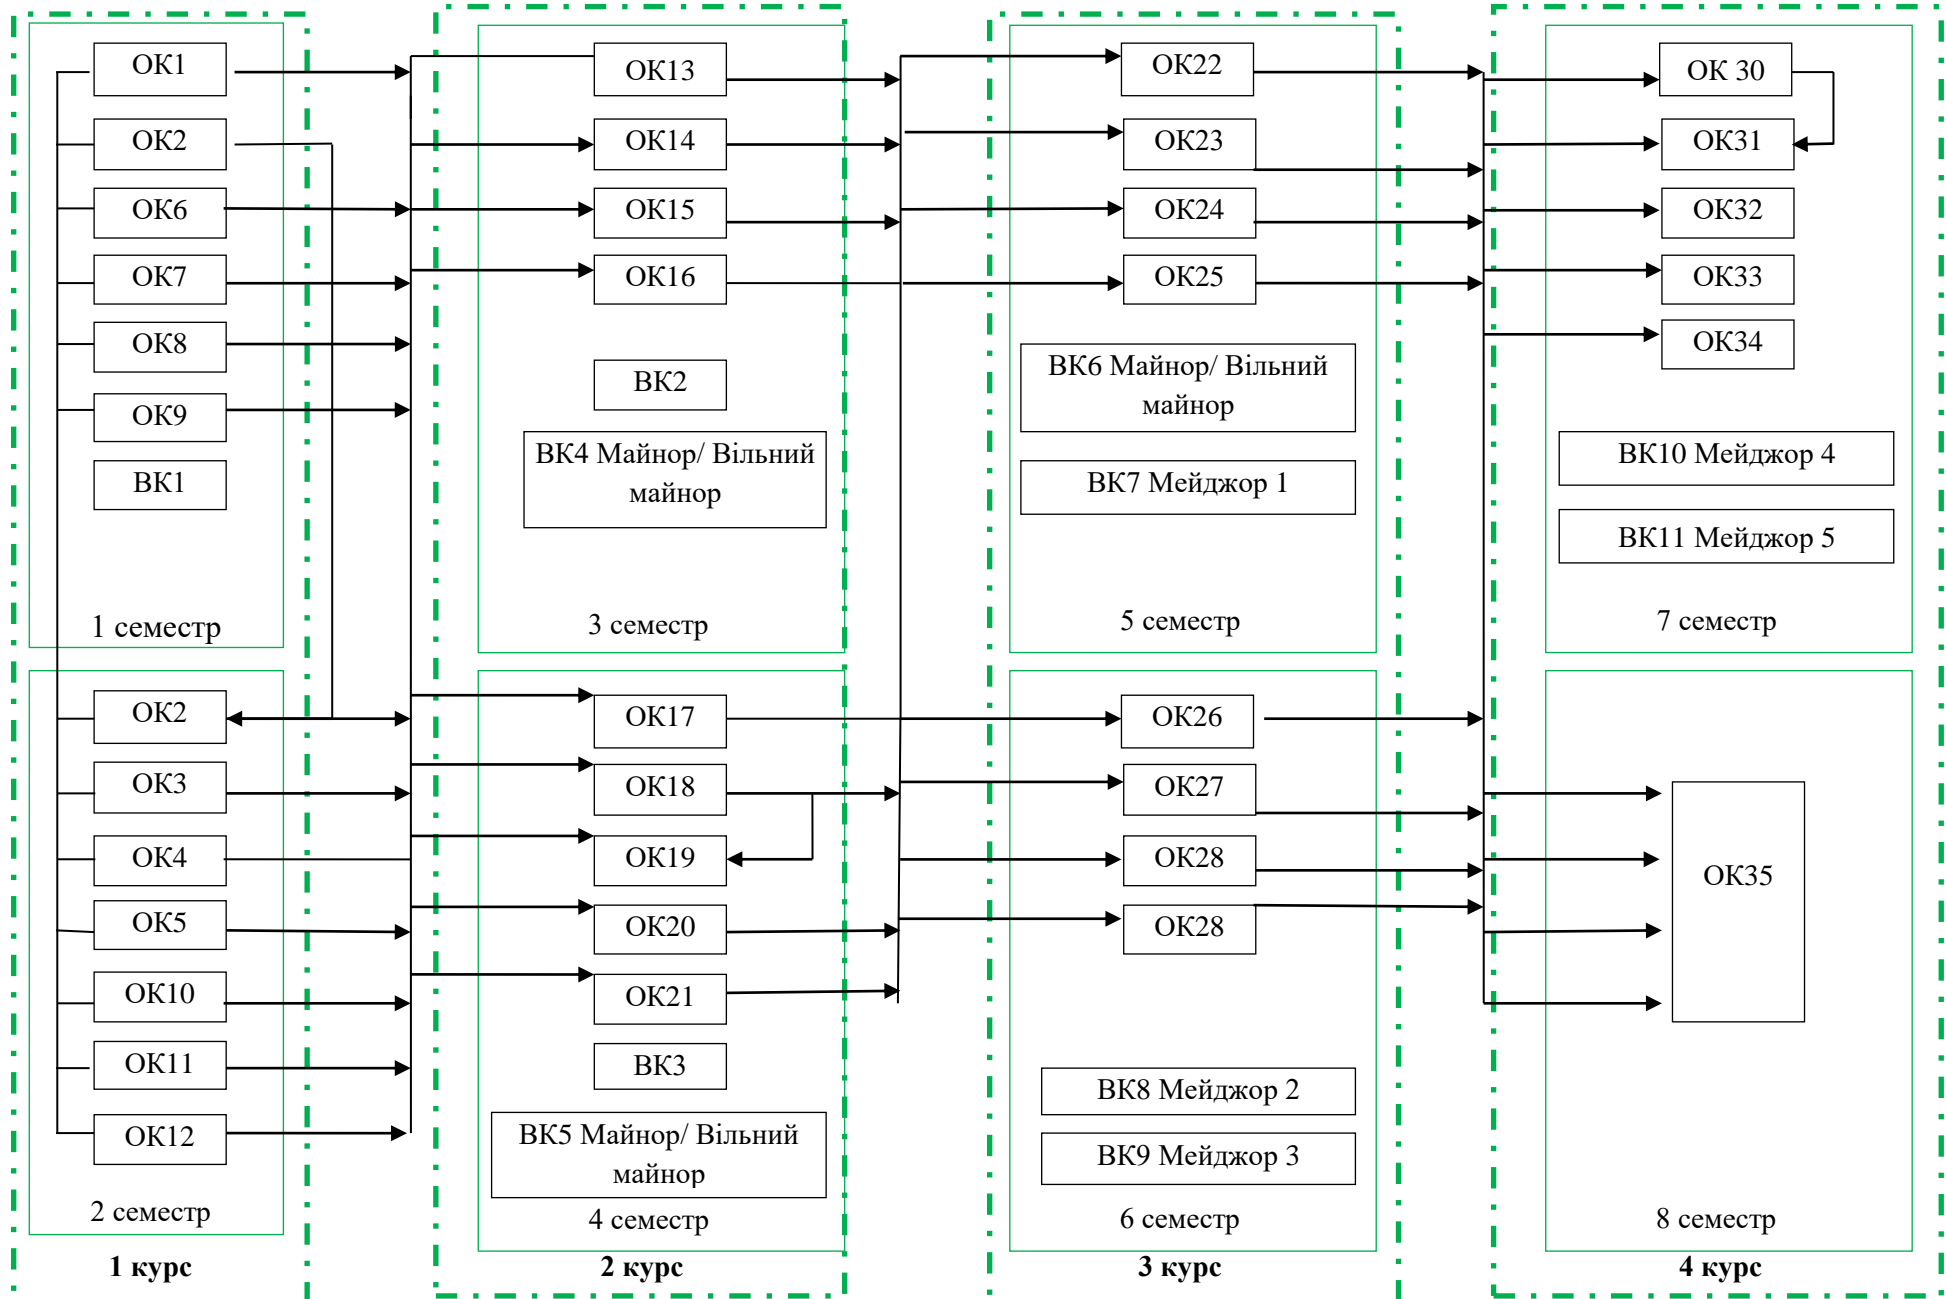 ОК1
ОК2
ОК6
ОК7
ОК8
ОК9
ВК1
1 семестр
ОК2
ОК3
ОК4
ОК5
ОК10
ОК11
ОК12
2 семестр
1 курс
ОК13
ОК14
ОК15
ОК16
ВК2
ВК4 Майнор/ Вільний
майнор
3 семестр
ОК17
ОК18
ОК19
ОК20
ОК21
ВК3
ВК5 Майнор/ Вільний
майнор
4 семестр
2 курс
ОК22
ОК23
ОК24
ОК25
ВК6 Майнор/ Вільний
майнор
ВК7 Мейджор 1
5 семестр
ОК26
ОК27
ОК28
ОК28
ВК8 Мейджор 2
ВК9 Мейджор 3
6 семестр
3 курс
ОК 30
ОК31
ОК32
ОК33
ОК34
ВК10 Мейджор 4
ВК11 Мейджор 5
7 семестр
ОК35
8 семестр
4 курс